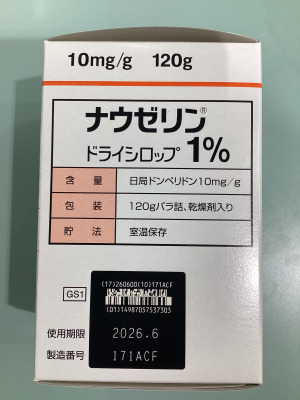 10mg/g 120g
ナウゼリン®
ドライシロップ 1%
含量 日局ドンペリドン10mg/g
包装 120gバラ詰、乾燥剤入り
貯法 室温保存
(17)260600(10)171ACF
GS1
(01)14987057537303
使用期限 2026.6
製造番号 171ACF